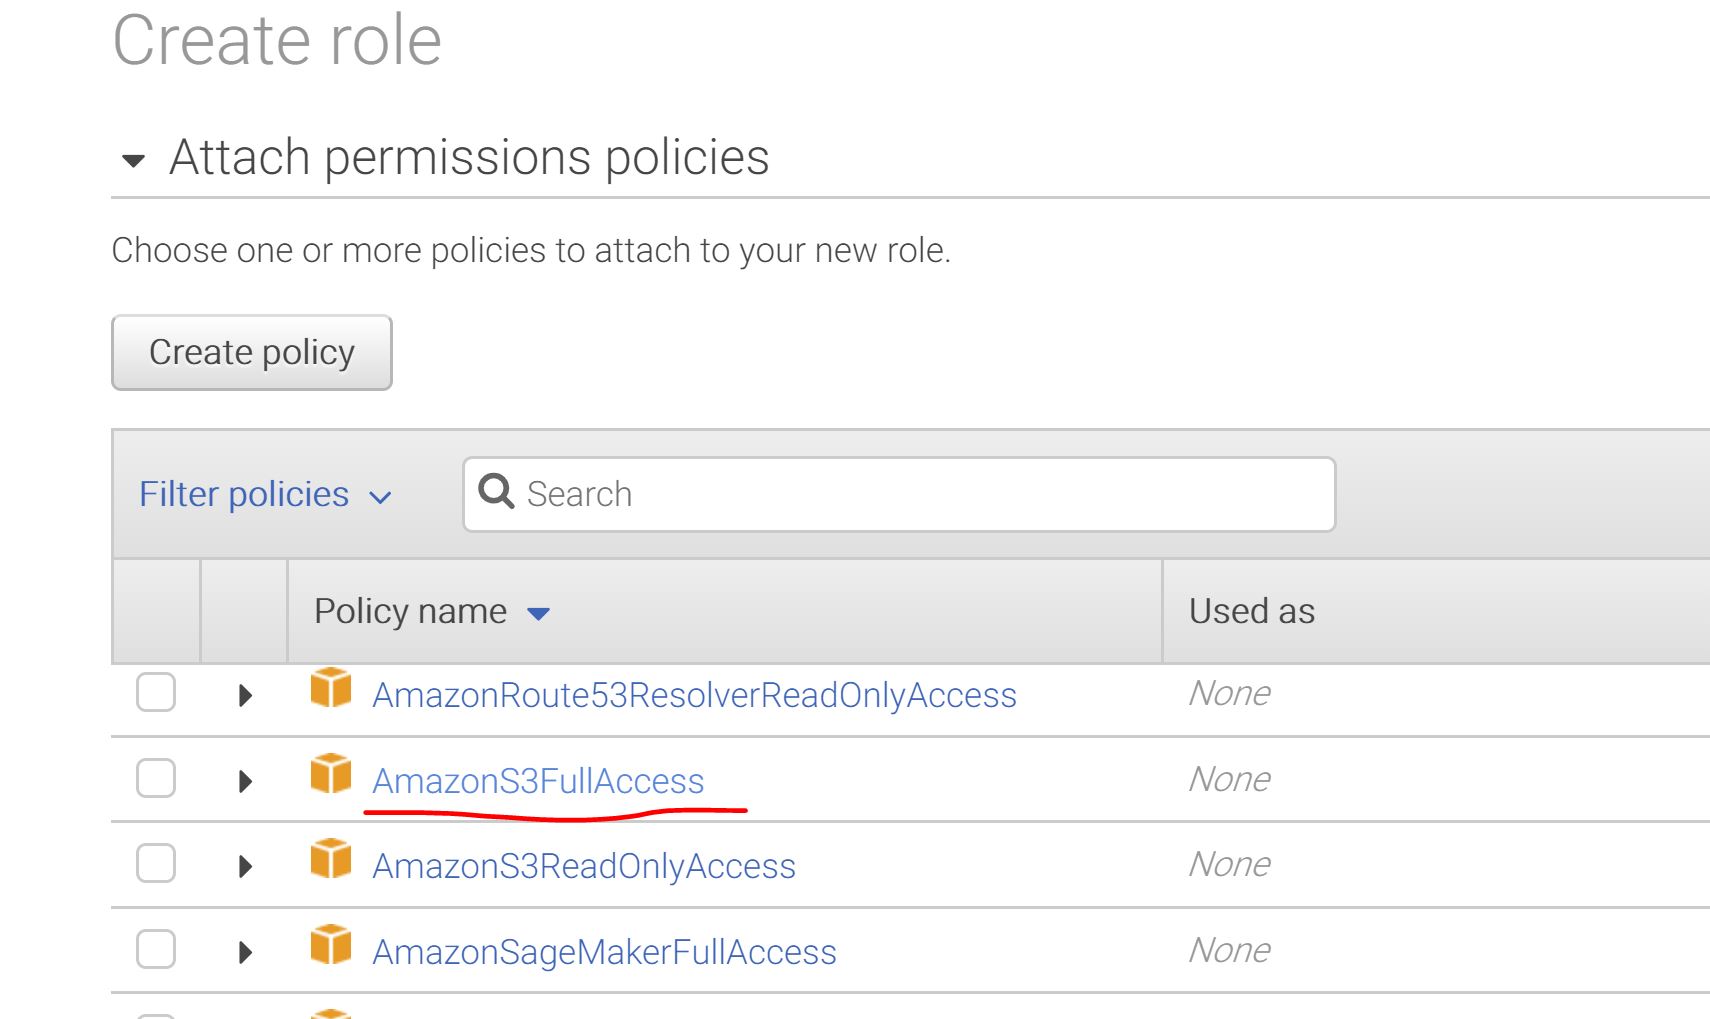 Create role
Attach permissions policies
Choose one or more policies to attach to your new role.
Create policy
Filter policies Search
Policy name Used as
AmazonRoute53ResolverReadOnlyAccess None
AmazonS3FullAccess None
AmazonS3ReadOnlyAccess None
AmazonSageMakerFullAccess None